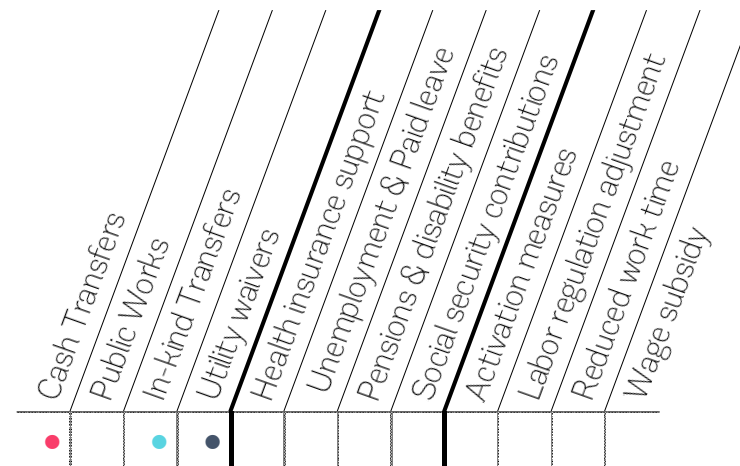 Cash Transfers
Public Works
In-kind Transfers
Utility waivers
Health insurance support
Unemployment & Paid leave
Pensions & disability benefits
Social security contributions
Activation measures
Labor regulation adjustment
Reduced work time
Wage subsidy